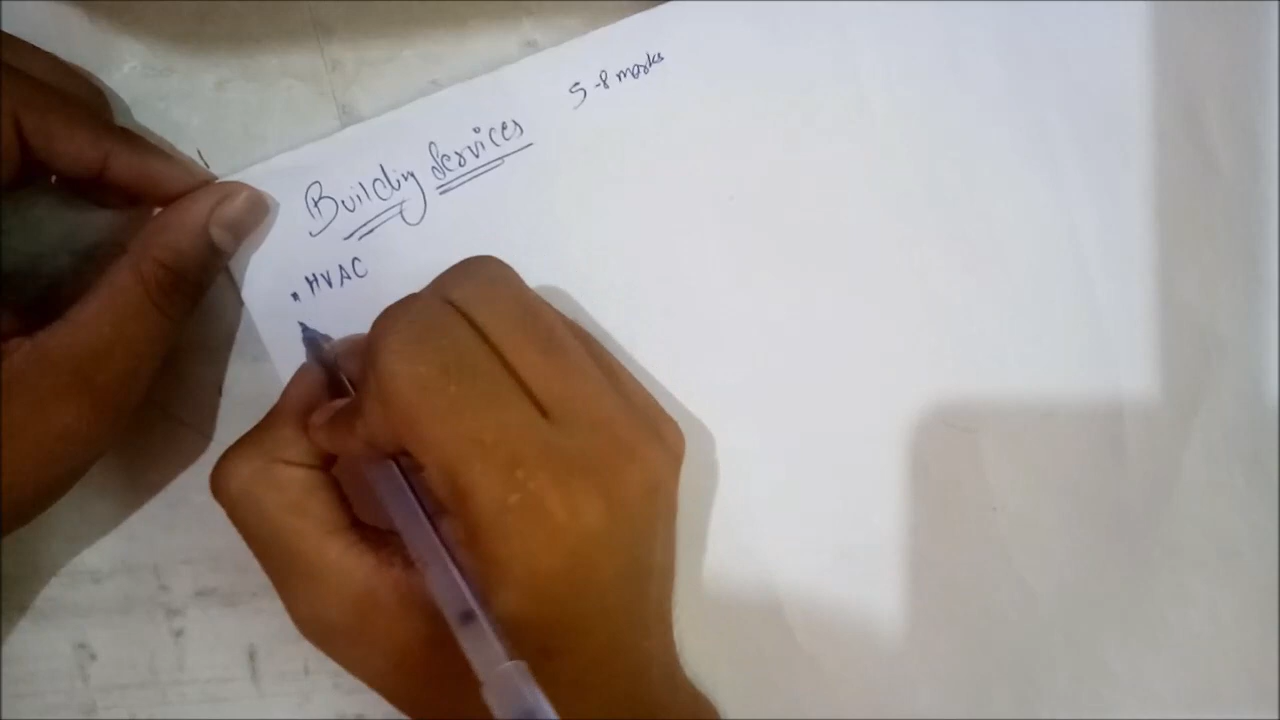 5-8 marks
Building Services
• HVAC